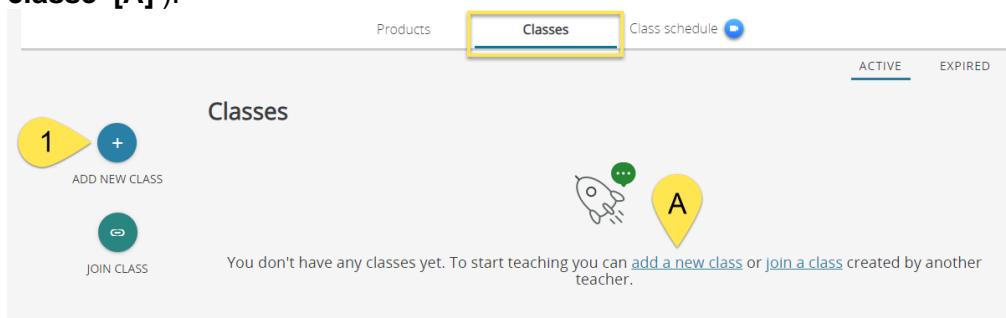 classe" [A] ).
Products Classes Class schedule
ACTIVE EXPIRED
Classes
1
ADD NEW CLASS
A
JOIN CLASS
You don't have any classes yet. To start teaching you can add a new class or join a class created by another
teacher.